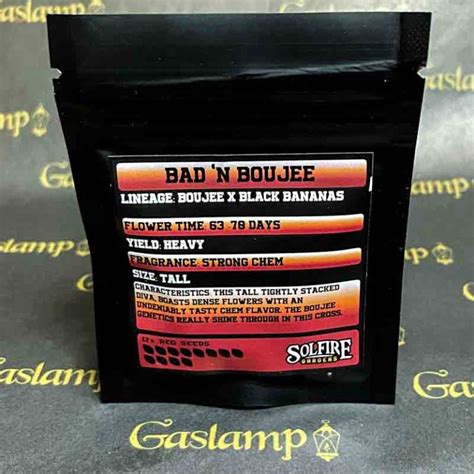 Gaslamp
BAD 'N BOUJEE
LINEAGE: BOUJEE X BLACK BANANAS
FLOWER TIME: 63 78 DAYS
YIELD: HEAVY
FRAGRANCE: STRONG CHEM
SIZE: TALL
CHARACTERISTICS: THIS TALL TIGHTLY STACKED
DIVA, BOASTS DENSE FLOWERS WITH AN
UNDENIABLY TASTY CHEM FLAVOR. THE BOUJEE
GENETICS REALLY SHINE THROUGH IN THIS CROSS.
12+ REG SEEDS
SOLFIRE
GARDENS
Gaslamp